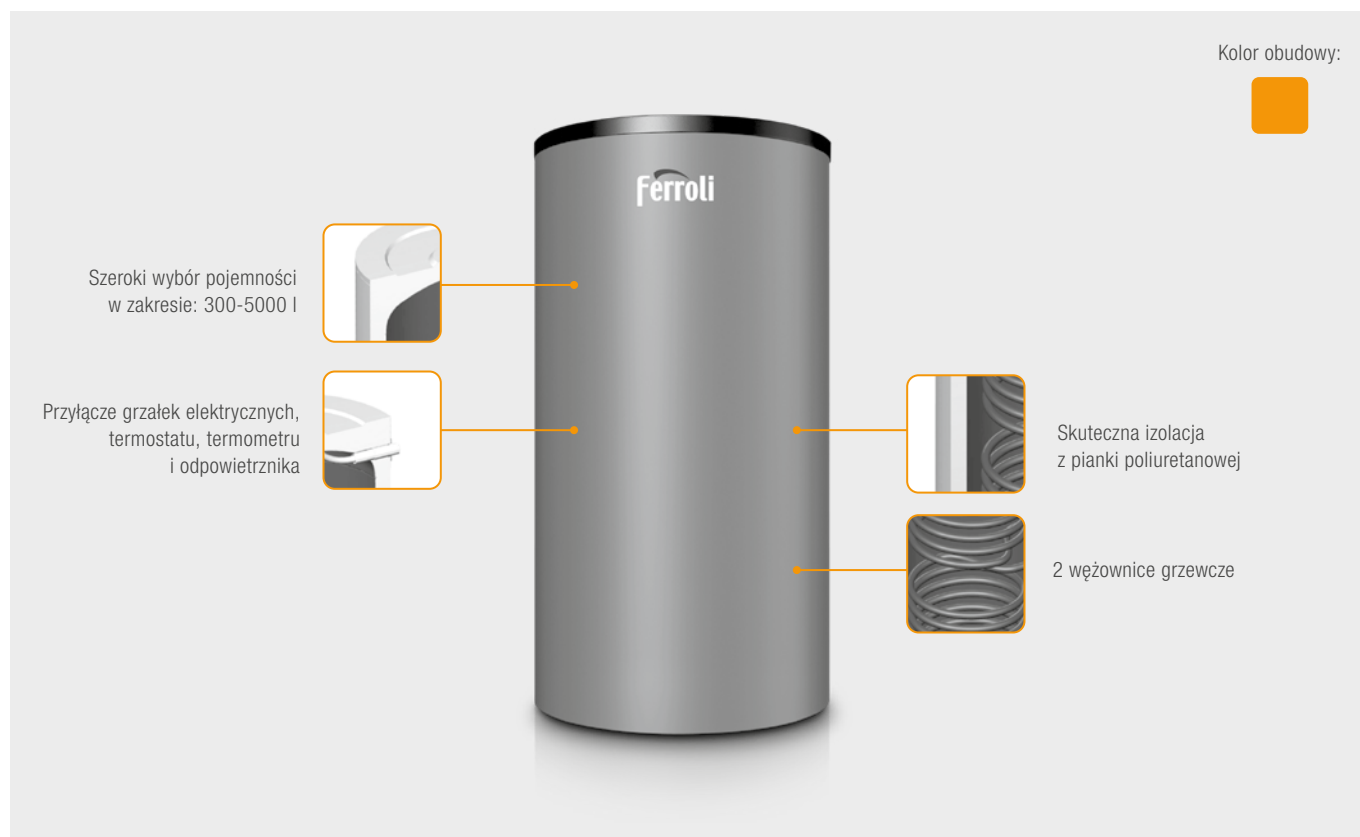 Kolor obudowy:
Ferroli
Szeroki wybór pojemności
w zakresie: 300-5000 l
Przyłącze grzałek elektrycznych,
termostatu, termometru
i odpowietrznika
Skuteczna izolacja
z pianki poliuretanowej
2 wężownice grzewcze